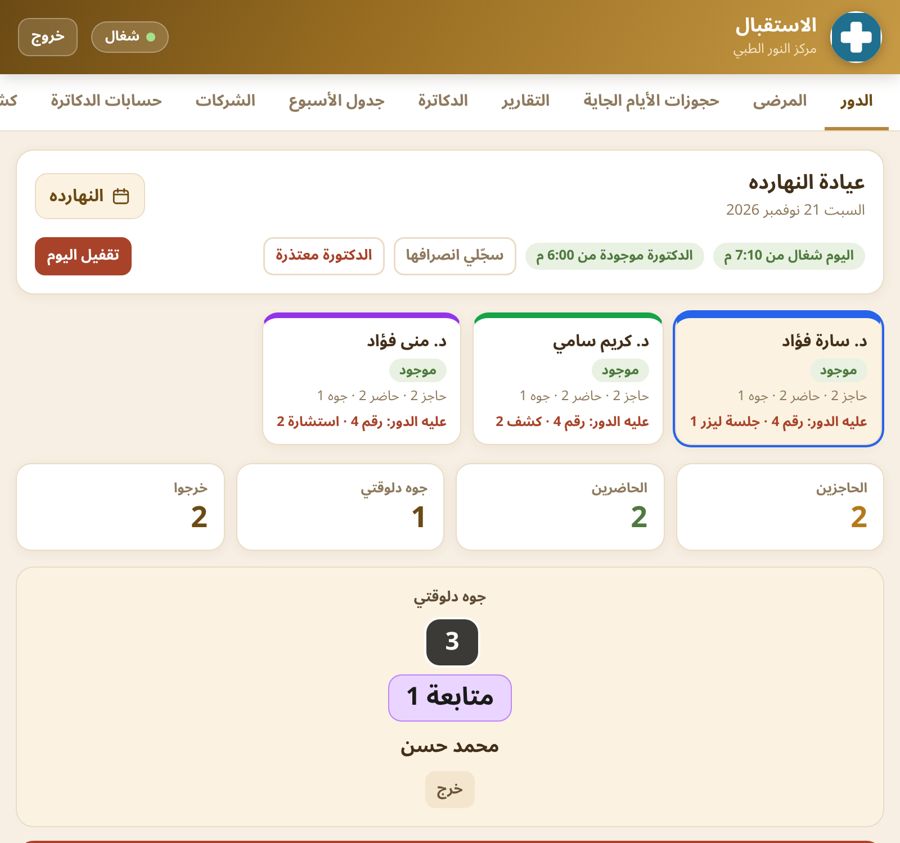 الاستقبال
مركز النور الطبي
شغال
خروج
الدور
المرضى
حجوزات الأيام الجاية
التقارير
الدكاترة
جدول الأسبوع
الشركات
حسابات الدكاترة
عيادة النهارده
السبت 21 نوفمبر 2026
النهارده
اليوم شغال من 7:10 م
الدكتورة موجودة من 6:00 م
سجّلي انصرافها
الدكتورة معتذرة
تقفيل اليوم
د. سارة فؤاد
موجود
حاجز 2 · حاضر 2 · جوه 1
عليه الدور: رقم 4 · جلسة ليزر 1
د. كريم سامي
موجود
حاجز 2 · حاضر 2 · جوه 1
عليه الدور: رقم 4 · كشف 2
د. منى فؤاد
موجود
حاجز 2 · حاضر 2 · جوه 1
عليه الدور: رقم 4 · استشارة 2
الحاجزين
2
الحاضرين
2
جوه دلوقتي
1
خرجوا
2
جوه دلوقتي
3
متابعة 1
محمد حسن
خرج